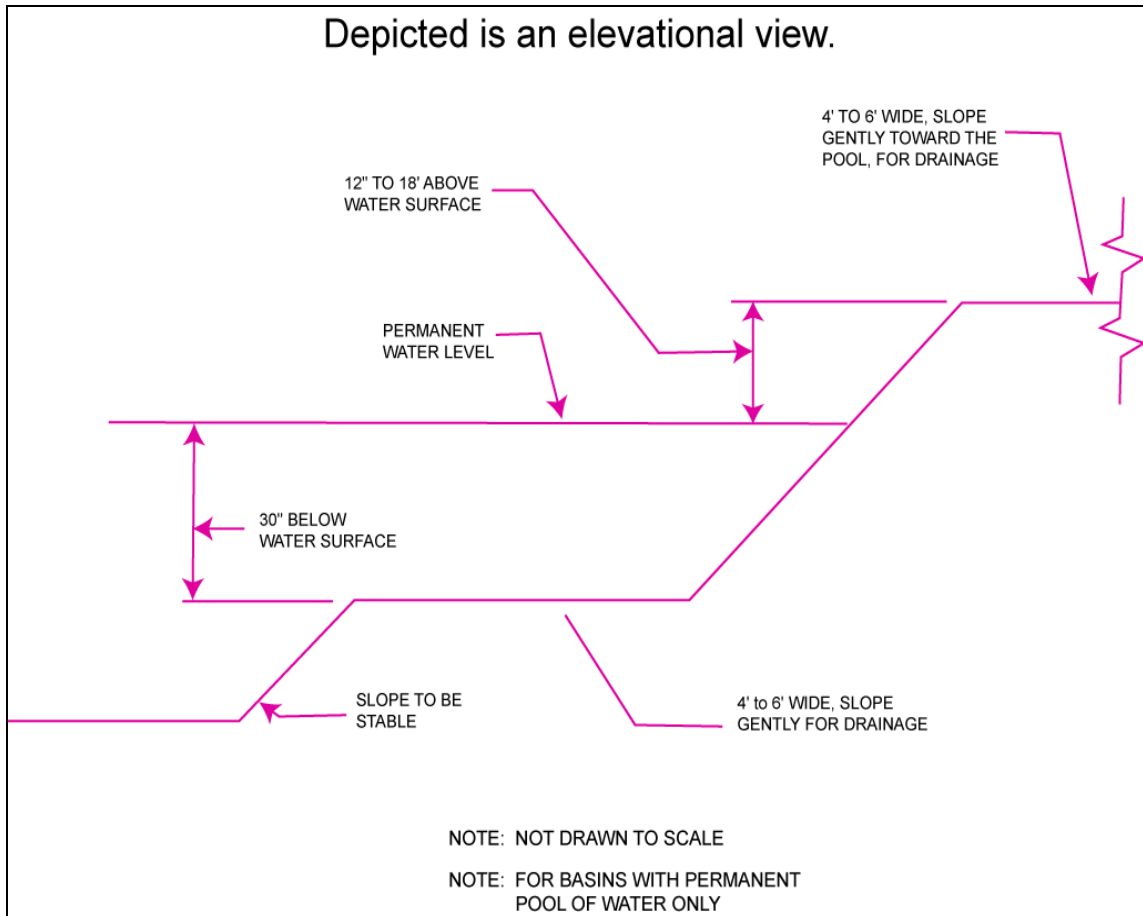 Depicted is an elevational view.
4' TO 6' WIDE, SLOPE
GENTLY TOWARD THE
POOL, FOR DRAINAGE
12" TO 18' ABOVE
WATER SURFACE
PERMANENT
WATER LEVEL
30" BELOW
WATER SURFACE
SLOPE TO BE
STABLE
4' to 6' WIDE, SLOPE
GENTLY FOR DRAINAGE
NOTE: NOT DRAWN TO SCALE
NOTE: FOR BASINS WITH PERMANENT
POOL OF WATER ONLY